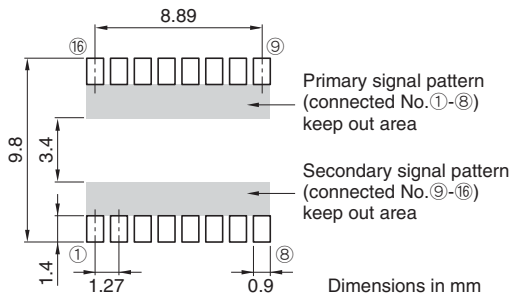 8.89
⑯ ⑨
Primary signal pattern
(connected No.①-⑧)
keep out area
9.8
3.4
Secondary signal pattern
(connected No.⑨-⑯)
keep out area
① ⑧
1.4
1.27
0.9
Dimensions in mm